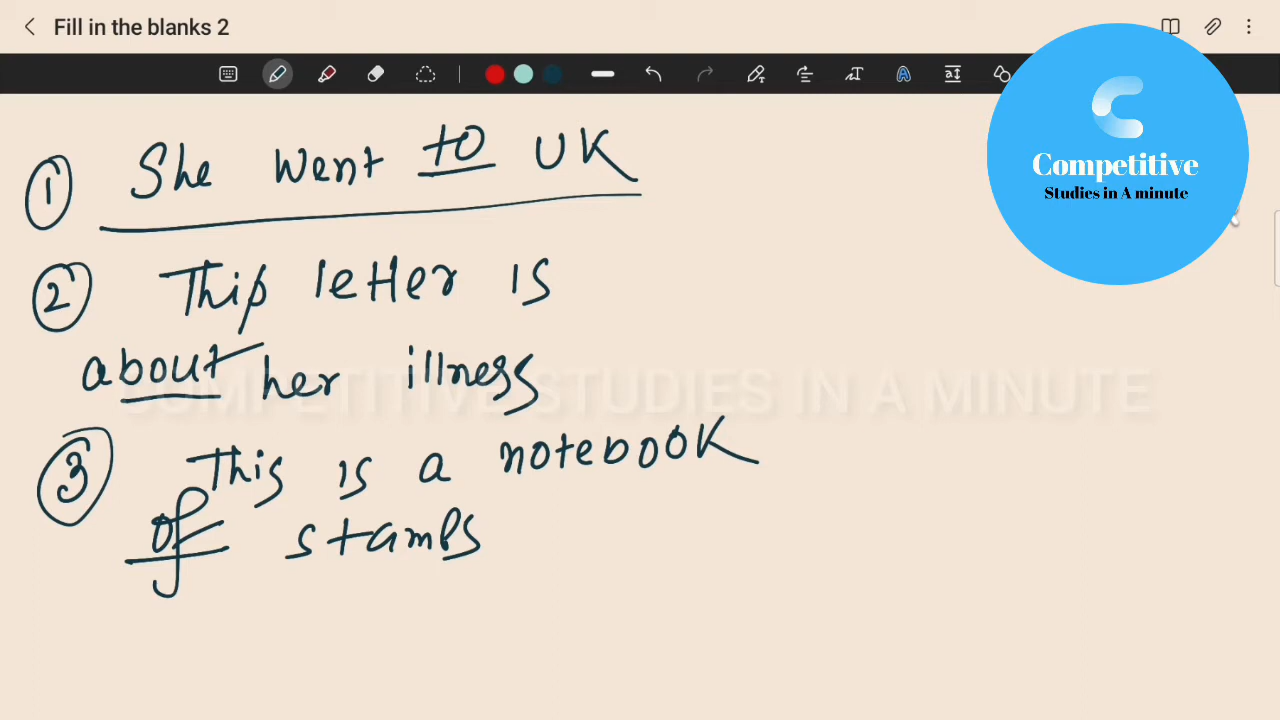 Fill in the blanks 2
Competitive
Studies in A minute
1 She went to UK
2 This letter is
about her illness
COMPETITIVE STUDIES IN A MINUTE
3 This is a notebook
of stamps